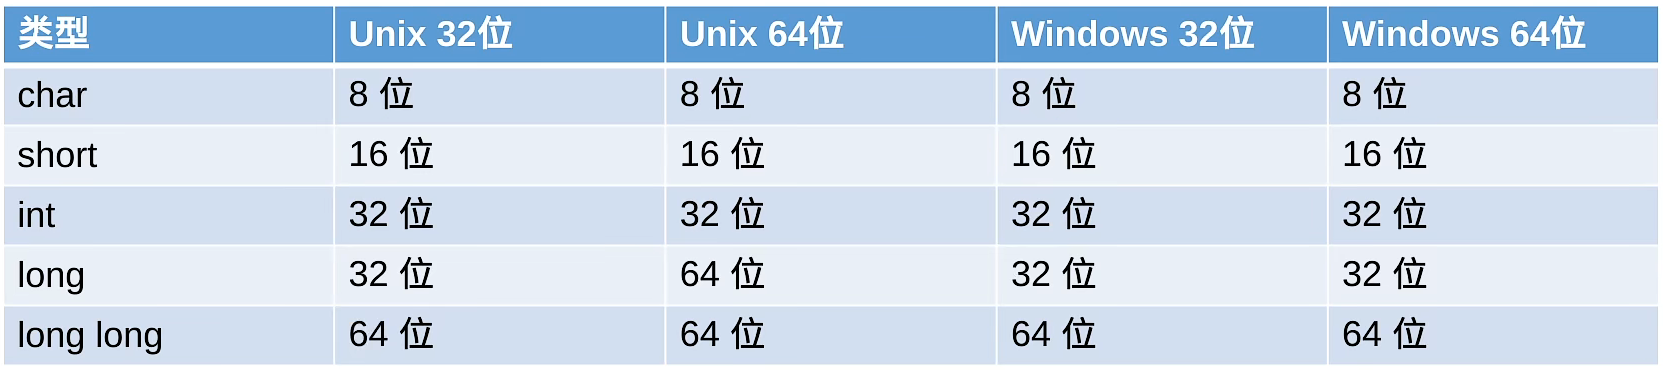 类型 Unix 32位 Unix 64位 Windows 32位 Windows 64位
char 8 位 8 位 8 位 8 位
short 16 位 16 位 16 位 16 位
int 32 位 32 位 32 位 32 位
long 32 位 64 位 32 位 32 位
long long 64 位 64 位 64 位 64 位